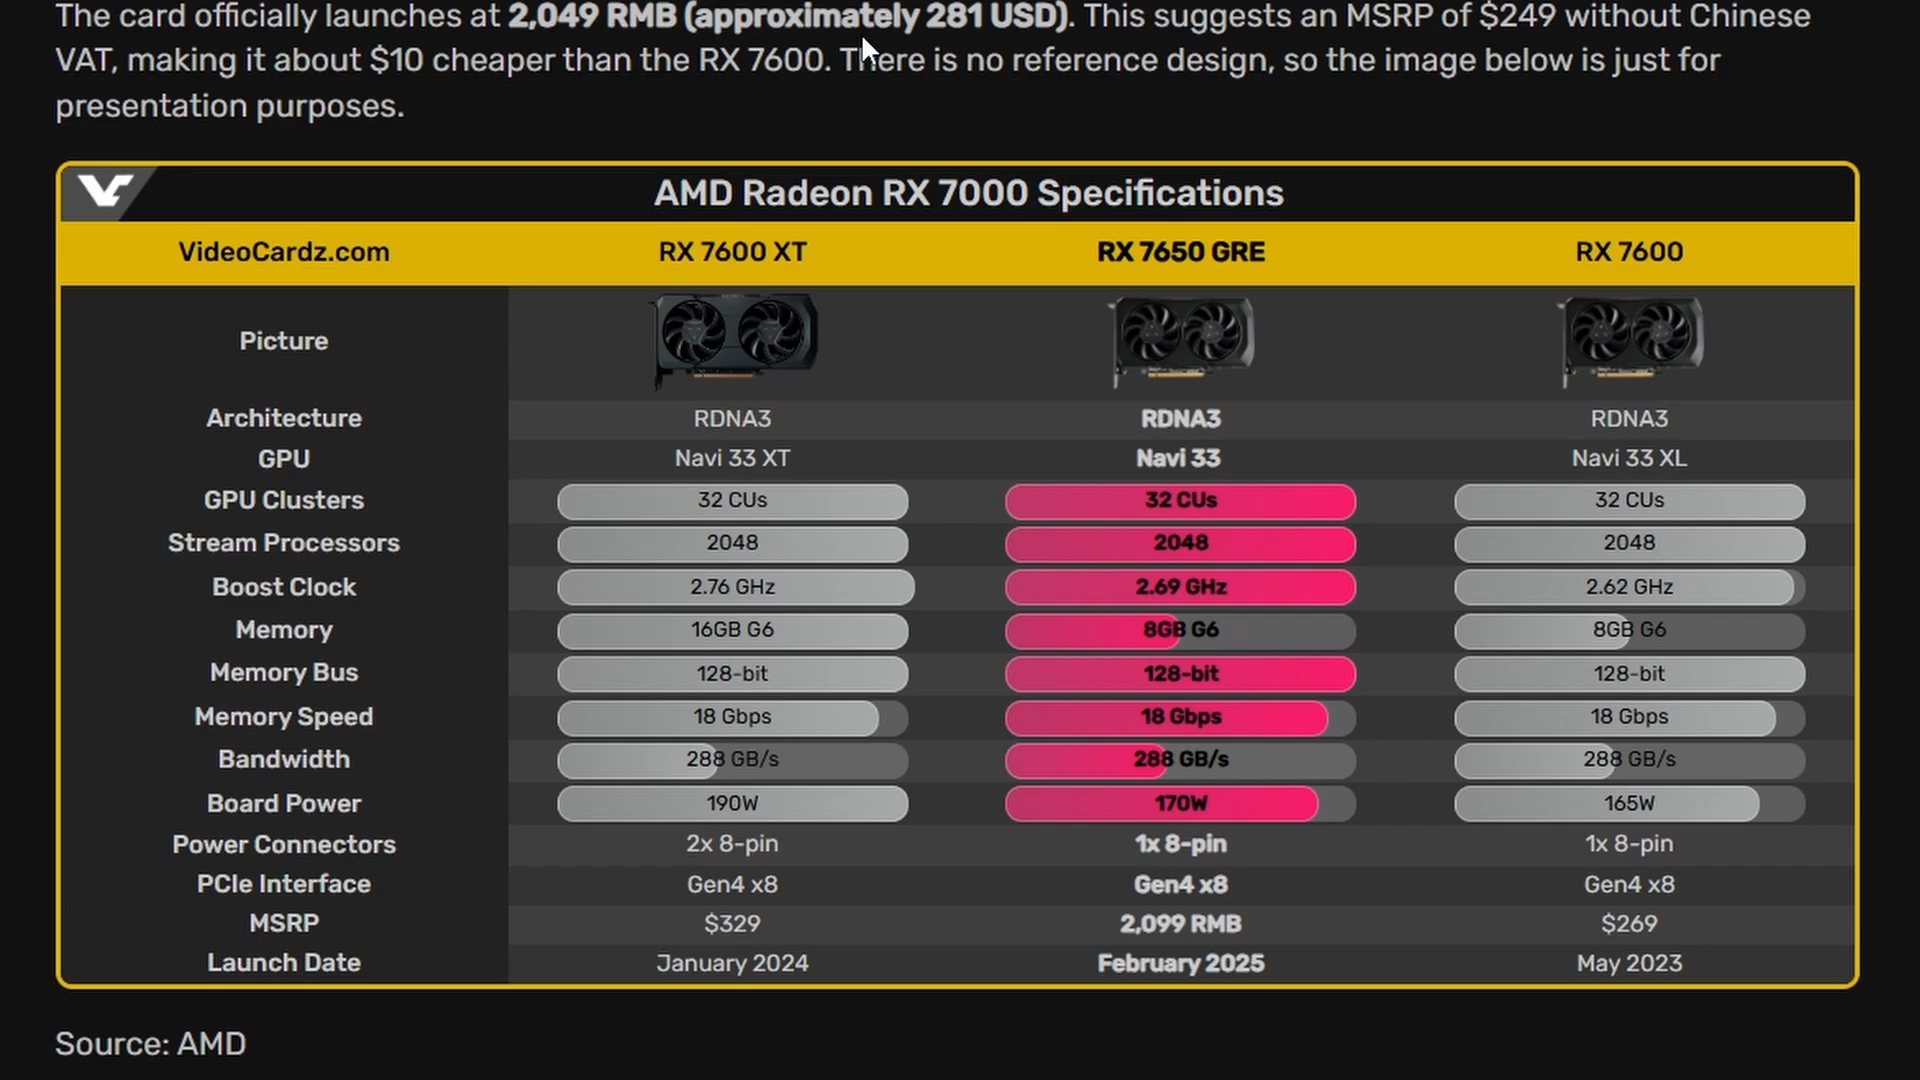 The card officially launches at 2,049 RMB (approximately 281 USD). This suggests an MSRP of $249 without Chinese
VAT, making it about $10 cheaper than the RX 7600. There is no reference design, so the image below is just for
presentation purposes.
AMD Radeon RX 7000 Specifications
VideoCardz.com RX 7600 XT RX 7650 GRE RX 7600
Picture
Architecture RDNA3 RDNA3 RDNA3
GPU Navi 33 XT Navi 33 Navi 33 XL
GPU Clusters 32 CUs 32 CUs 32 CUs
Stream Processors 2048 2048 2048
Boost Clock 2.76 GHz 2.69 GHz 2.62 GHz
Memory 16GB G6 8GB G6 8GB G6
Memory Bus 128-bit 128-bit 128-bit
Memory Speed 18 Gbps 18 Gbps 18 Gbps
Bandwidth 288 GB/s 288 GB/s 288 GB/s
Board Power 190W 170W 165W
Power Connectors 2x 8-pin 1x 8-pin 1x 8-pin
PCIe Interface Gen4 x8 Gen4 x8 Gen4 x8
MSRP $329 2,099 RMB $269
Launch Date January 2024 February 2025 May 2023
Source: AMD